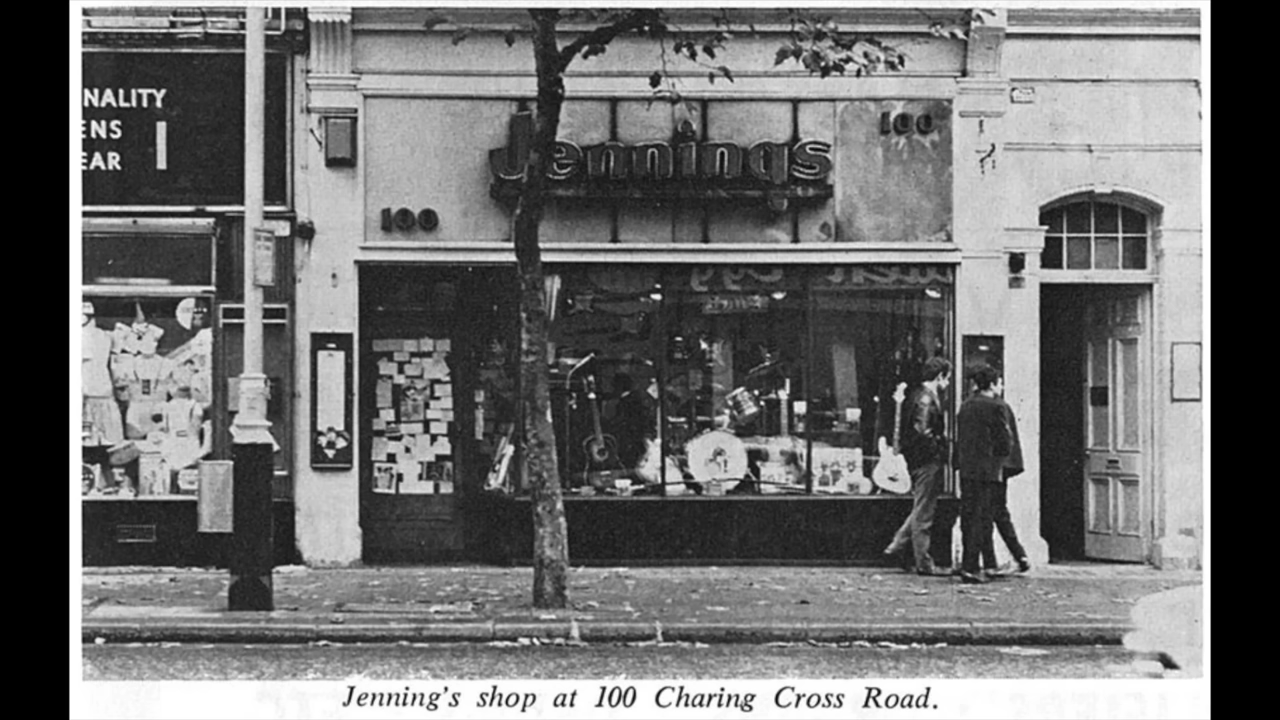 NALITY
ENS
EAR
Jennings
100
100
Jenning's shop at 100 Charing Cross Road.